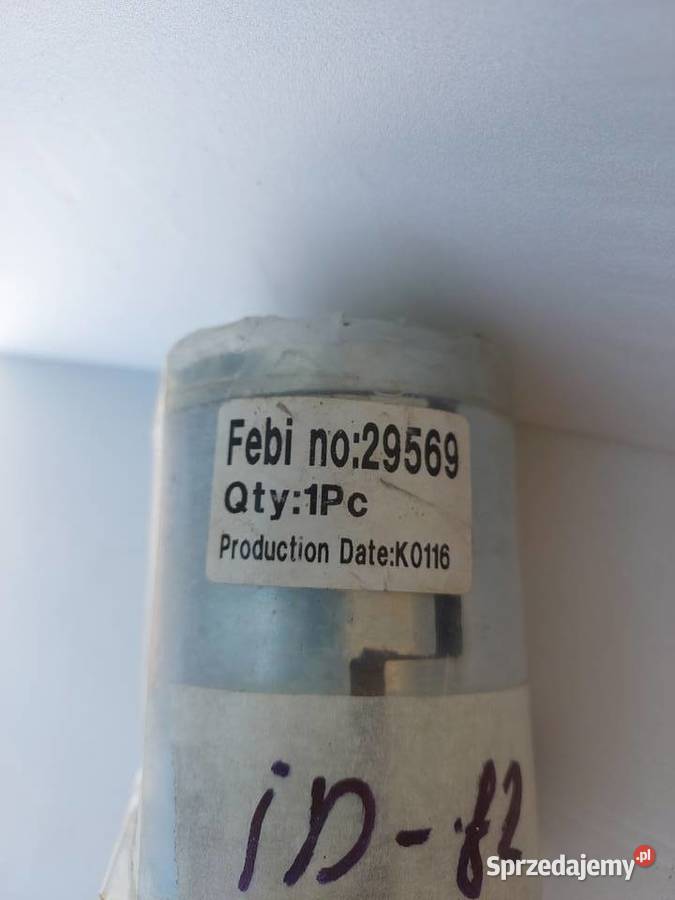 Febi no:29569
Qty:1Pc
Production Date:K0116
iD-82
Sprzedajemy.pl